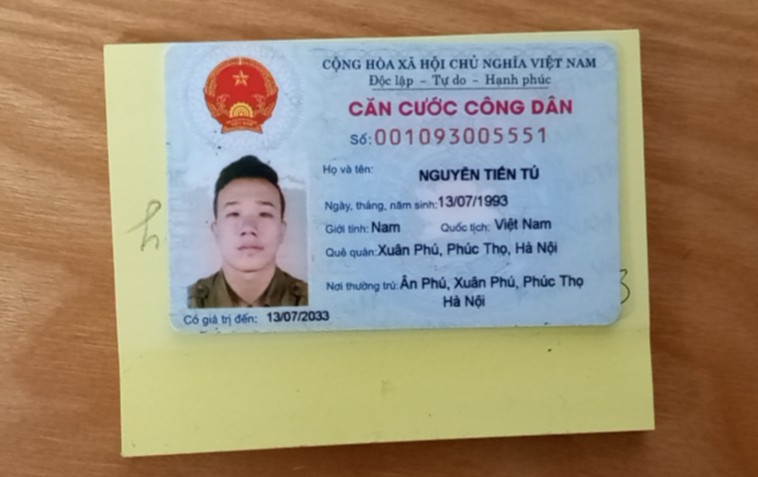 CỘNG HÒA XÃ HỘI CHỦ NGHĨA VIỆT NAM
Độc lập – Tự do – Hạnh phúc
CĂN CƯỚC CÔNG DÂN
Số: 001093005551
Họ và tên: NGUYỄN TIẾN TÚ
Ngày, tháng, năm sinh: 13/07/1993
Giới tính: Nam Quốc tịch: Việt Nam
Quê quán: Xuân Phú, Phúc Thọ, Hà Nội
Nơi thường trú: Ân Phú, Xuân Phú, Phúc Thọ
Hà Nội
Có giá trị đến: 13/07/2033